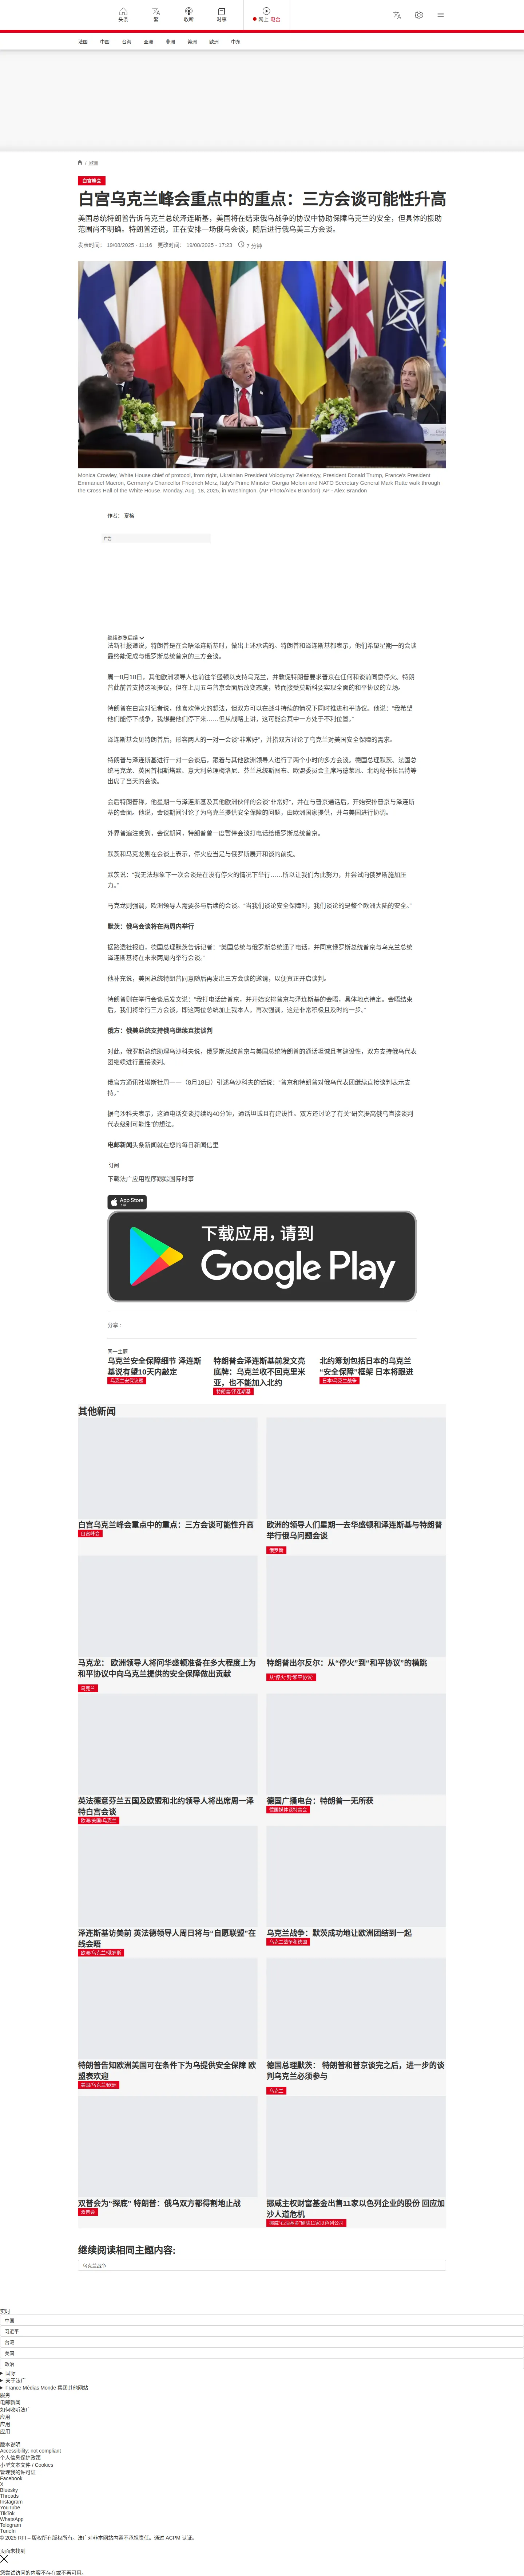 头条
繁
收听
时事
网上 电台
法国
中国
台海
亚洲
非洲
美洲
欧洲
中东
/ 欧洲
白宫峰会
白宫乌克兰峰会重点中的重点：三方会谈可能性升高
美国总统特朗普告诉乌克兰总统泽连斯基，美国将在结束俄乌战争的协议中协助保障乌克兰的安全，但具体的援助
范围尚不明确。特朗普还说，正在安排一场俄乌会谈，随后进行俄乌美三方会谈。
发表时间： 19/08/2025 - 11:16 更改时间： 19/08/2025 - 17:23 7 分钟
Monica Crowley, White House chief of protocol, from right, Ukrainian President Volodymyr Zelenskyy, President Donald Trump, France's President
Emmanuel Macron, Germany's Chancellor Friedrich Merz, Italy's Prime Minister Giorgia Meloni and NATO Secretary General Mark Rutte walk through
the Cross Hall of the White House, Monday, Aug. 18, 2025, in Washington. (AP Photo/Alex Brandon) AP - Alex Brandon
作者： 夏榕
广告
继续浏览后续
法新社报道说，特朗普是在会晤泽连斯基时，做出上述承诺的。特朗普和泽连斯基都表示，他们希望星期一的会谈
最终能促成与俄罗斯总统普京的三方会谈。
周一8月18日，其他欧洲领导人也前往华盛顿以支持乌克兰，并敦促特朗普要求普京在任何和谈前同意停火。特朗
普此前普支持这项提议，但在上周五与普京会面后改变态度，转而接受莫斯科要实现全面的和平协议的立场。
特朗普在白宫对记者说，他喜欢停火的想法，但双方可以在战斗持续的情况下同时推进和平协议。他说：“我希望
他们能停下战争，我想要他们停下来……但从战略上讲，这可能会其中一方处于不利位置。”
泽连斯基会见特朗普后，形容两人的一对一会谈“非常好”，并指双方讨论了乌克兰对美国安全保障的需求。
特朗普与泽连斯基进行一对一会谈后，跟着与其他欧洲领导人进行了两个小时的多方会谈。德国总理默茨、法国总
统马克龙、英国首相斯塔默、意大利总理梅洛尼、芬兰总统斯图布、欧盟委员会主席冯德莱恩、北约秘书长吕特等
出席了当天的会谈。
会后特朗普称，他星期一与泽连斯基及其他欧洲伙伴的会谈“非常好”，并在与普京通话后，开始安排普京与泽连斯
基的会面。他说，会谈期间讨论了为乌克兰提供安全保障的问题，由欧洲国家提供，并与美国进行协调。
外界普遍注意到，会议期间，特朗普普一度暂停会谈打电话给俄罗斯总统普京。
默茨和马克龙则在会谈上表示，停火应当是与俄罗斯展开和谈的前提。
默茨说：“我无法想象下一次会谈是在没有停火的情况下举行……所以让我们为此努力，并尝试向俄罗斯施加压
力。”
马克龙则强调，欧洲领导人需要参与后续的会谈。“当我们谈论安全保障时，我们谈论的是整个欧洲大陆的安全。”
默茨：俄乌会谈将在两周内举行
据路透社报道，德国总理默茨告诉记者：“美国总统与俄罗斯总统通了电话，并同意俄罗斯总统普京与乌克兰总统
泽连斯基将在未来两周内举行会谈。”
他补充说，美国总统特朗普同意随后再发出三方会谈的邀请，以便真正开启谈判。
特朗普则在举行会谈后发文说：“我打电话给普京，并开始安排普京与泽连斯基的会晤，具体地点待定。会晤结束
后，我们将举行三方会谈，即这两位总统加上我本人。再次强调，这是非常积极且及时的一步。”
俄方：俄美总统支持俄乌继续直接谈判
对此，俄罗斯总统助理乌沙科夫说，俄罗斯总统普京与美国总统特朗普的通话坦诚且有建设性，双方支持俄乌代表
团继续进行直接谈判。
俄官方通讯社塔斯社周一一（8月18日）引述乌沙科夫的话说：“普京和特朗普对俄乌代表团继续直接谈判表示支
持。”
据乌沙科夫表示，这通电话交谈持续约40分钟，通话坦诚且有建设性。双方还讨论了有关“研究提高俄乌直接谈判
代表级别可能性”的想法。
电邮新闻头条新闻就在您的每日新闻信里
订阅
下载法广应用程序跟踪国际时事
App Store
下载
下载应用，请到
Google Play
分享 :
同一主题
乌克兰安全保障细节 泽连斯
基说有望10天内敲定
乌克兰安保议题
特朗普会泽连斯基前发文亮
底牌：乌克兰收不回克里米
亚，也不能加入北约
特朗普/泽连斯基
北约筹划包括日本的乌克兰
“安全保障”框架 日本将跟进
日本/乌克兰战争
其他新闻
白宫乌克兰峰会重点中的重点：三方会谈可能性升高
白宫峰会
欧洲的领导人们星期一去华盛顿和泽连斯基与特朗普
举行俄乌问题会谈
俄罗斯
马克龙： 欧洲领导人将问华盛顿准备在多大程度上为
和平协议中向乌克兰提供的安全保障做出贡献
乌克兰
特朗普出尔反尔：从“停火”到“和平协议”的横跳
从“停火”到“和平协议”
英法德意芬兰五国及欧盟和北约领导人将出席周一泽
特白宫会谈
欧洲/美国/乌克兰
德国广播电台：特朗普一无所获
德国媒体谈特普会
泽连斯基访美前 英法德领导人周日将与“自愿联盟”在
线会晤
欧洲/乌克兰/俄罗斯
乌克兰战争：默茨成功地让欧洲团结到一起
乌克兰战争和德国
特朗普告知欧洲美国可在条件下为乌提供安全保障 欧
盟表欢迎
美国/乌克兰/欧洲
德国总理默茨： 特朗普和普京谈完之后，进一步的谈
判乌克兰必须参与
乌克兰
双普会为“探底” 特朗普：俄乌双方都得割地止战
双普会
挪威主权财富基金出售11家以色列企业的股份 回应加
沙人道危机
挪威“石油基金”剔除11家以色列公司
继续阅读相同主题内容:
乌克兰战争
实时
中国
习近平
台湾
美国
政治
国际
关于法广
France Médias Monde 集团其他网站
服务
电邮新闻
如何收听法广
应用
应用
应用
版本说明
Accessibility: not compliant
个人信息保护政策
小型文本文件 / Cookies
管理我的许可证
Facebook
X
Bluesky
Threads
Instagram
YouTube
TikTok
WhatsApp
Telegram
TuneIn
© 2025 RFI – 版权所有版权所有。法广对非本网站内容不承担责任。通过 ACPM 认证。
页面未找到
您尝试访问的内容不存在或不再可用。